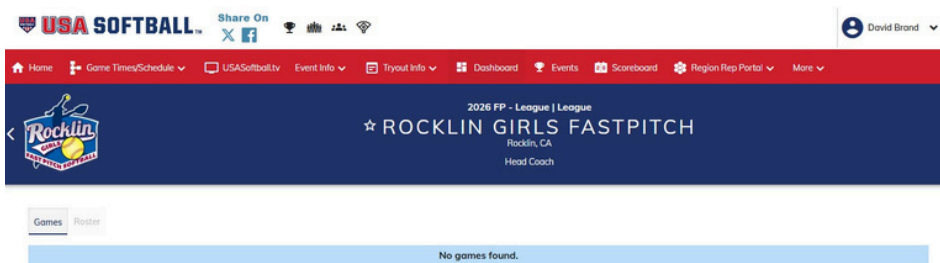 USA SOFTBALL
Share On
David Brand
Home
Game Times/Schedule
USASoftball.tv
Event Info
Tryout Info
Dashboard
Events
Scoreboard
Region Rep Portal
More
Rocklin
GIRLS
FAST PITCH SOFTBALL
2026 FP - League | League
ROCKLIN GIRLS FASTPITCH
Rocklin, CA
Head Coach
Games
Roster
No games found.